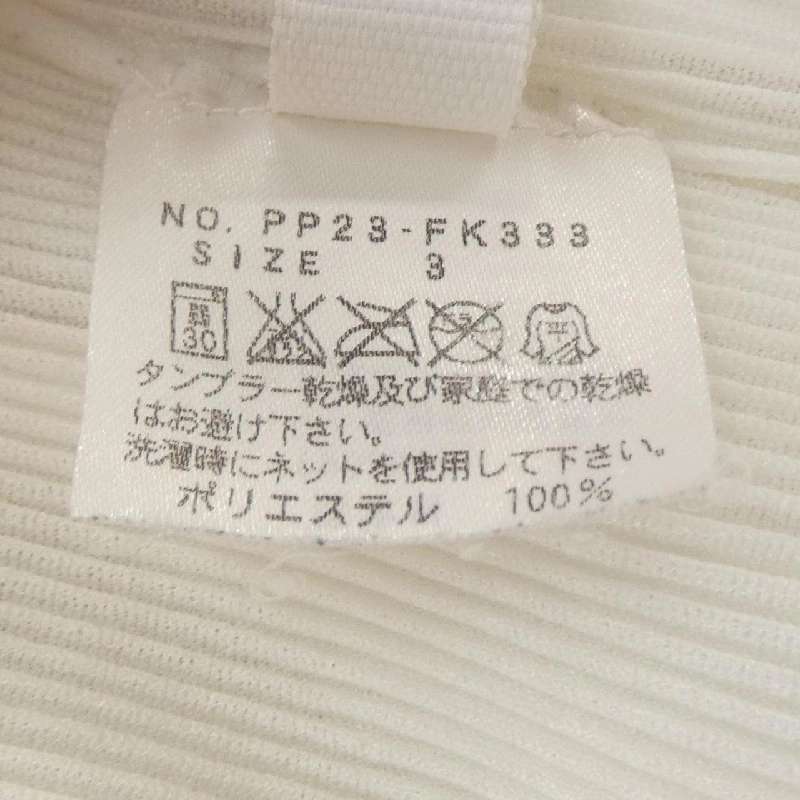 NO. PP23-FK333
SIZE 3
30
タンブラー乾燥及び家庭での乾燥
はお避け下さい。
洗濯時にネットを使用して下さい。
ポリエステル 100%